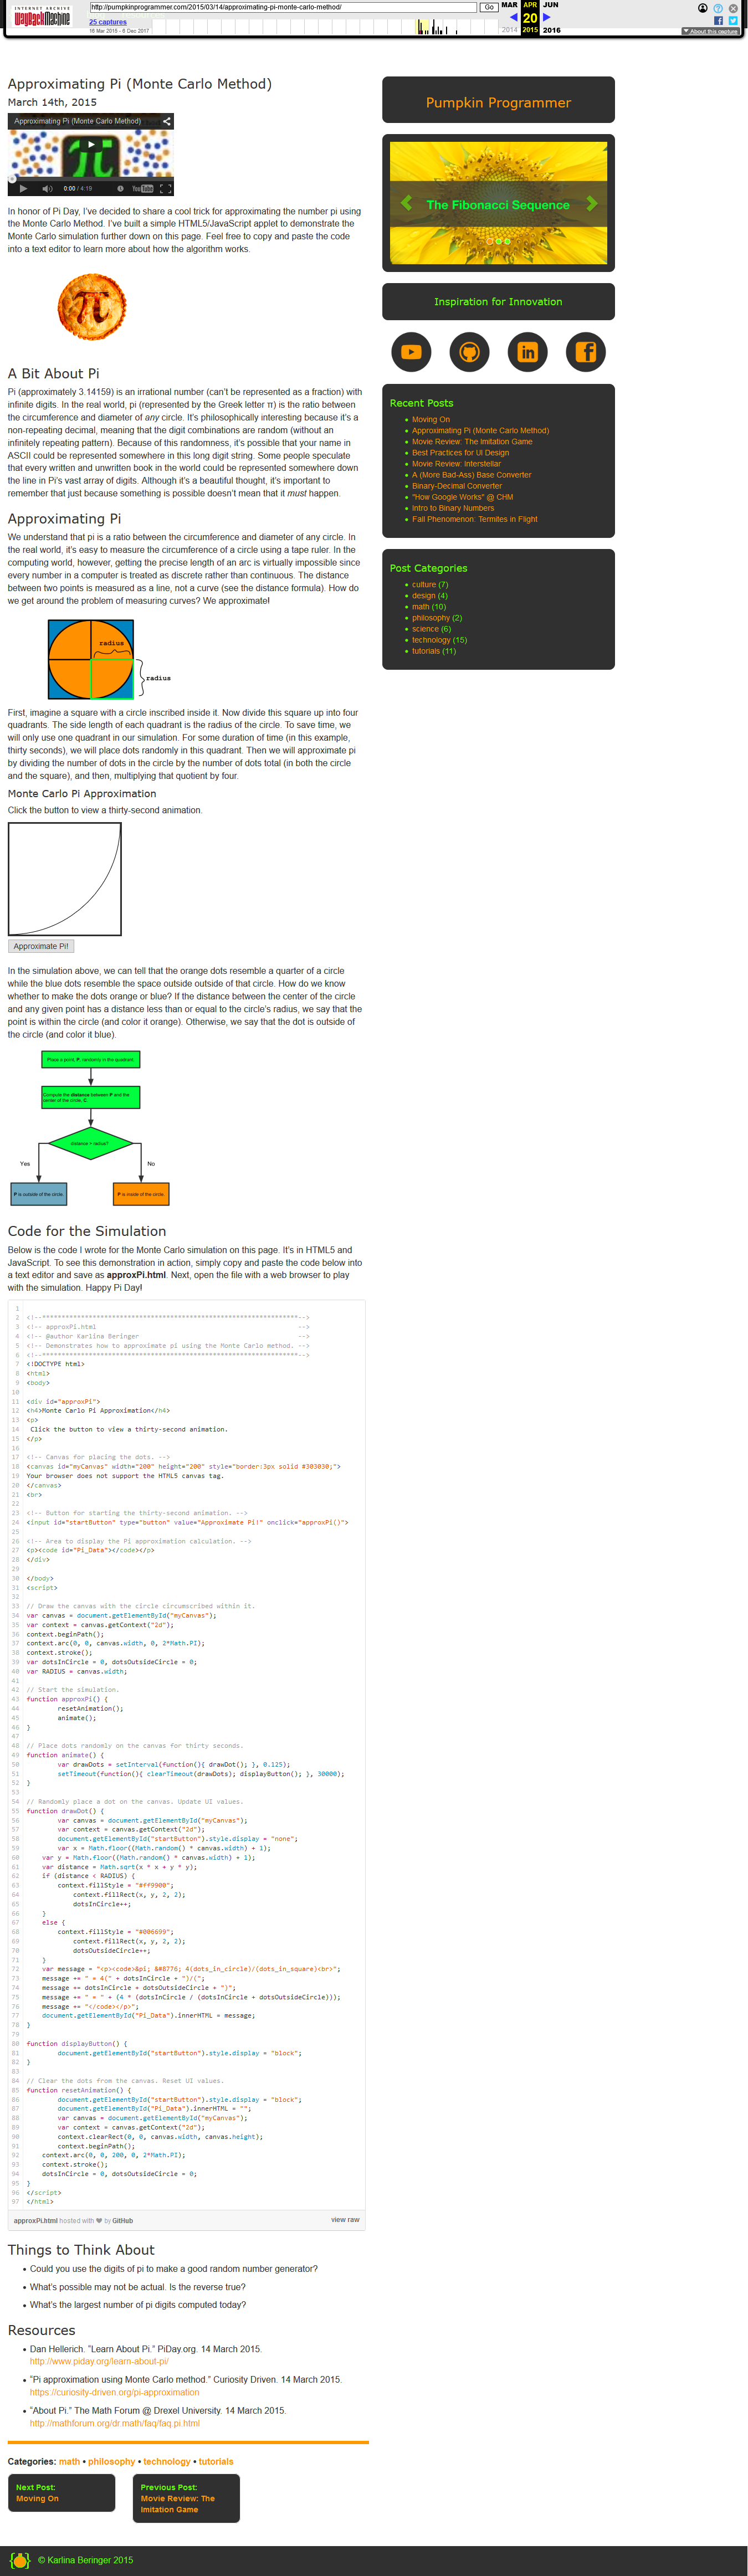 INTERNET ARCHIVE
WayBackMachine
http://pumpkinprogrammer.com/2015/03/14/approximating-pi-monte-carlo-method/
Go
MAR APR JUN
25 captures
20
16 Mar 2015 - 6 Dec 2017
2014 2015 2016
About this capture
Approximating Pi (Monte Carlo Method)
March 14th, 2015
Approximating Pi (Monte Carlo Method)
π
0:00 / 4:19
YouTube
In honor of Pi Day, I've decided to share a cool trick for approximating the number pi using
the Monte Carlo Method. I've built a simple HTML5/JavaScript applet to demonstrate the
Monte Carlo simulation further down on this page. Feel free to copy and paste the code
into a text editor to learn more about how the algorithm works.
π
A Bit About Pi
Pi (approximately 3.14159) is an irrational number (can't be represented as a fraction) with
infinite digits. In the real world, pi (represented by the Greek letter π) is the ratio between
the circumference and diameter of any circle. It's philosophically interesting because it's a
non-repeating decimal, meaning that the digit combinations are random (without an
infinitely repeating pattern). Because of this randomness, it's possible that your name in
ASCII could be represented somewhere in this long digit string. Some people speculate
that every written and unwritten book in the world could be represented somewhere down
the line in Pi's vast array of digits. Although it's a beautiful thought, it's important to
remember that just because something is possible doesn't mean that it must happen.
Approximating Pi
We understand that pi is a ratio between the circumference and diameter of any circle. In
the real world, it's easy to measure the circumference of a circle using a tape ruler. In the
computing world, however, getting the precise length of an arc is virtually impossible since
every number in a computer is treated as discrete rather than continuous. The distance
between two points is measured as a line, not a curve (see the distance formula). How do
we get around the problem of measuring curves? We approximate!
radius
radius
First, imagine a square with a circle inscribed inside it. Now divide this square up into four
quadrants. The side length of each quadrant is the radius of the circle. To save time, we
will only use one quadrant in our simulation. For some duration of time (in this example,
thirty seconds), we will place dots randomly in this quadrant. Then we will approximate pi
by dividing the number of dots in the circle by the number of dots total (in both the circle
and the square), and then, multiplying that quotient by four.
Monte Carlo Pi Approximation
Click the button to view a thirty-second animation.
Approximate Pi!
In the simulation above, we can tell that the orange dots resemble a quarter of a circle
while the blue dots resemble the space outside outside of that circle. How do we know
whether to make the dots orange or blue? If the distance between the center of the circle
and any given point has a distance less than or equal to the circle's radius, we say that the
point is within the circle (and color it orange). Otherwise, we say that the dot is outside of
the circle (and color it blue).
Place a point, P, randomly in the quadrant.
Compute the distance between P and the
center of the circle, C.
distance > radius?
Yes
No
P is outside of the circle.
P is inside of the circle.
Code for the Simulation
Below is the code I wrote for the Monte Carlo simulation on this page. It's in HTML5 and
JavaScript. To see this demonstration in action, simply copy and paste the code below into
a text editor and save as approxPi.html. Next, open the file with a web browser to play
with the simulation. Happy Pi Day!
1
2 <!--******************************************************************-->
3 <!-- approxPi.html -->
4 <!-- @author Karlina Beringer -->
5 <!-- Demonstrates how to approximate pi using the Monte Carlo method. -->
6 <!--******************************************************************-->
7 <!DOCTYPE html>
8 <html>
9 <body>
10
11 <div id="approxPi">
12 <h4>Monte Carlo Pi Approximation</h4>
13 <p>
14 Click the button to view a thirty-second animation.
15 </p>
16
17 <!-- Canvas for placing the dots. -->
18 <canvas id="myCanvas" width="200" height="200" style="border:3px solid #303030;">
19 Your browser does not support the HTML5 canvas tag.
20 </canvas>
21 <br>
22
23 <!-- Button for starting the thirty-second animation. -->
24 <input id="startButton" type="button" value="Approximate Pi!" onclick="approxPi()">
25
26 <!-- Area to display the Pi approximation calculation. -->
27 <p><code id="Pi_Data"></code></p>
28 </div>
29
30 </body>
31 <script>
32
33 // Draw the canvas with the circle circumscribed within it.
34 var canvas = document.getElementById("myCanvas");
35 var context = canvas.getContext("2d");
36 context.beginPath();
37 context.arc(0, 0, canvas.width, 0, 2*Math.PI);
38 context.stroke();
39 var dotsInCircle = 0, dotsOutsideCircle = 0;
40 var RADIUS = canvas.width;
41
42 // Start the simulation.
43 function approxPi() {
44 resetAnimation();
45 animate();
46 }
47
48 // Place dots randomly on the canvas for thirty seconds.
49 function animate() {
50 var drawDots = setInterval(function(){ drawDot(); }, 0.125);
51 setTimeout(function(){ clearTimeout(drawDots); displayButton(); }, 30000);
52 }
53
54 // Randomly place a dot on the canvas. Update UI values.
55 function drawDot() {
56 var canvas = document.getElementById("myCanvas");
57 var context = canvas.getContext("2d");
58 document.getElementById("startButton").style.display = "none";
59 var x = Math.floor((Math.random() * canvas.width) + 1);
60 var y = Math.floor((Math.random() * canvas.width) + 1);
61 var distance = Math.sqrt(x * x + y * y);
62 if (distance < RADIUS) {
63 context.fillStyle = "#ff9900";
64 context.fillRect(x, y, 2, 2);
65 dotsInCircle++;
66 }
67 else {
68 context.fillStyle = "#006699";
69 context.fillRect(x, y, 2, 2);
70 dotsOutsideCircle++;
71 }
72 var message = "<p><code>&pi; &#8776; 4(dots_in_circle)/(dots_in_square)<br>";
73 message += " = 4(" + dotsInCircle + ")/(";
74 message += dotsInCircle + dotsOutsideCircle + ")";
75 message += " = " + (4 * (dotsInCircle / (dotsInCircle + dotsOutsideCircle)));
76 message += "</code></p>";
77 document.getElementById("Pi_Data").innerHTML = message;
78 }
79
80 function displayButton() {
81 document.getElementById("startButton").style.display = "block";
82 }
83
84 // Clear the dots from the canvas. Reset UI values.
85 function resetAnimation() {
86 document.getElementById("startButton").style.display = "block";
87 document.getElementById("Pi_Data").innerHTML = "";
88 var canvas = document.getElementById("myCanvas");
89 var context = canvas.getContext("2d");
90 context.clearRect(0, 0, canvas.width, canvas.height);
91 context.beginPath();
92 context.arc(0, 0, 200, 0, 2*Math.PI);
93 context.stroke();
94 dotsInCircle = 0, dotsOutsideCircle = 0;
95 }
96 </script>
97 </html>
approxPi.html hosted with ❤ by GitHub
view raw
Things to Think About
• Could you use the digits of pi to make a good random number generator?
• What's possible may not be actual. Is the reverse true?
• What's the largest number of pi digits computed today?
Resources
• Dan Hellerich. "Learn About Pi." PiDay.org. 14 March 2015.
http://www.piday.org/learn-about-pi/
• "Pi approximation using Monte Carlo method." Curiosity Driven. 14 March 2015.
https://curiosity-driven.org/pi-approximation
• "About Pi." The Math Forum @ Drexel University. 14 March 2015.
http://mathforum.org/dr.math/faq/faq.pi.html
Categories: math • philosophy • technology • tutorials
Next Post:
Moving On
Previous Post:
Movie Review: The
Imitation Game
Pumpkin Programmer
The Fibonacci Sequence
Inspiration for Innovation
Recent Posts
• Moving On
• Approximating Pi (Monte Carlo Method)
• Movie Review: The Imitation Game
• Best Practices for UI Design
• Movie Review: Interstellar
• A (More Bad-Ass) Base Converter
• Binary-Decimal Converter
• "How Google Works" @ CHM
• Intro to Binary Numbers
• Fall Phenomenon: Termites in Flight
Post Categories
• culture (7)
• design (4)
• math (10)
• philosophy (2)
• science (6)
• technology (15)
• tutorials (11)
© Karlina Beringer 2015